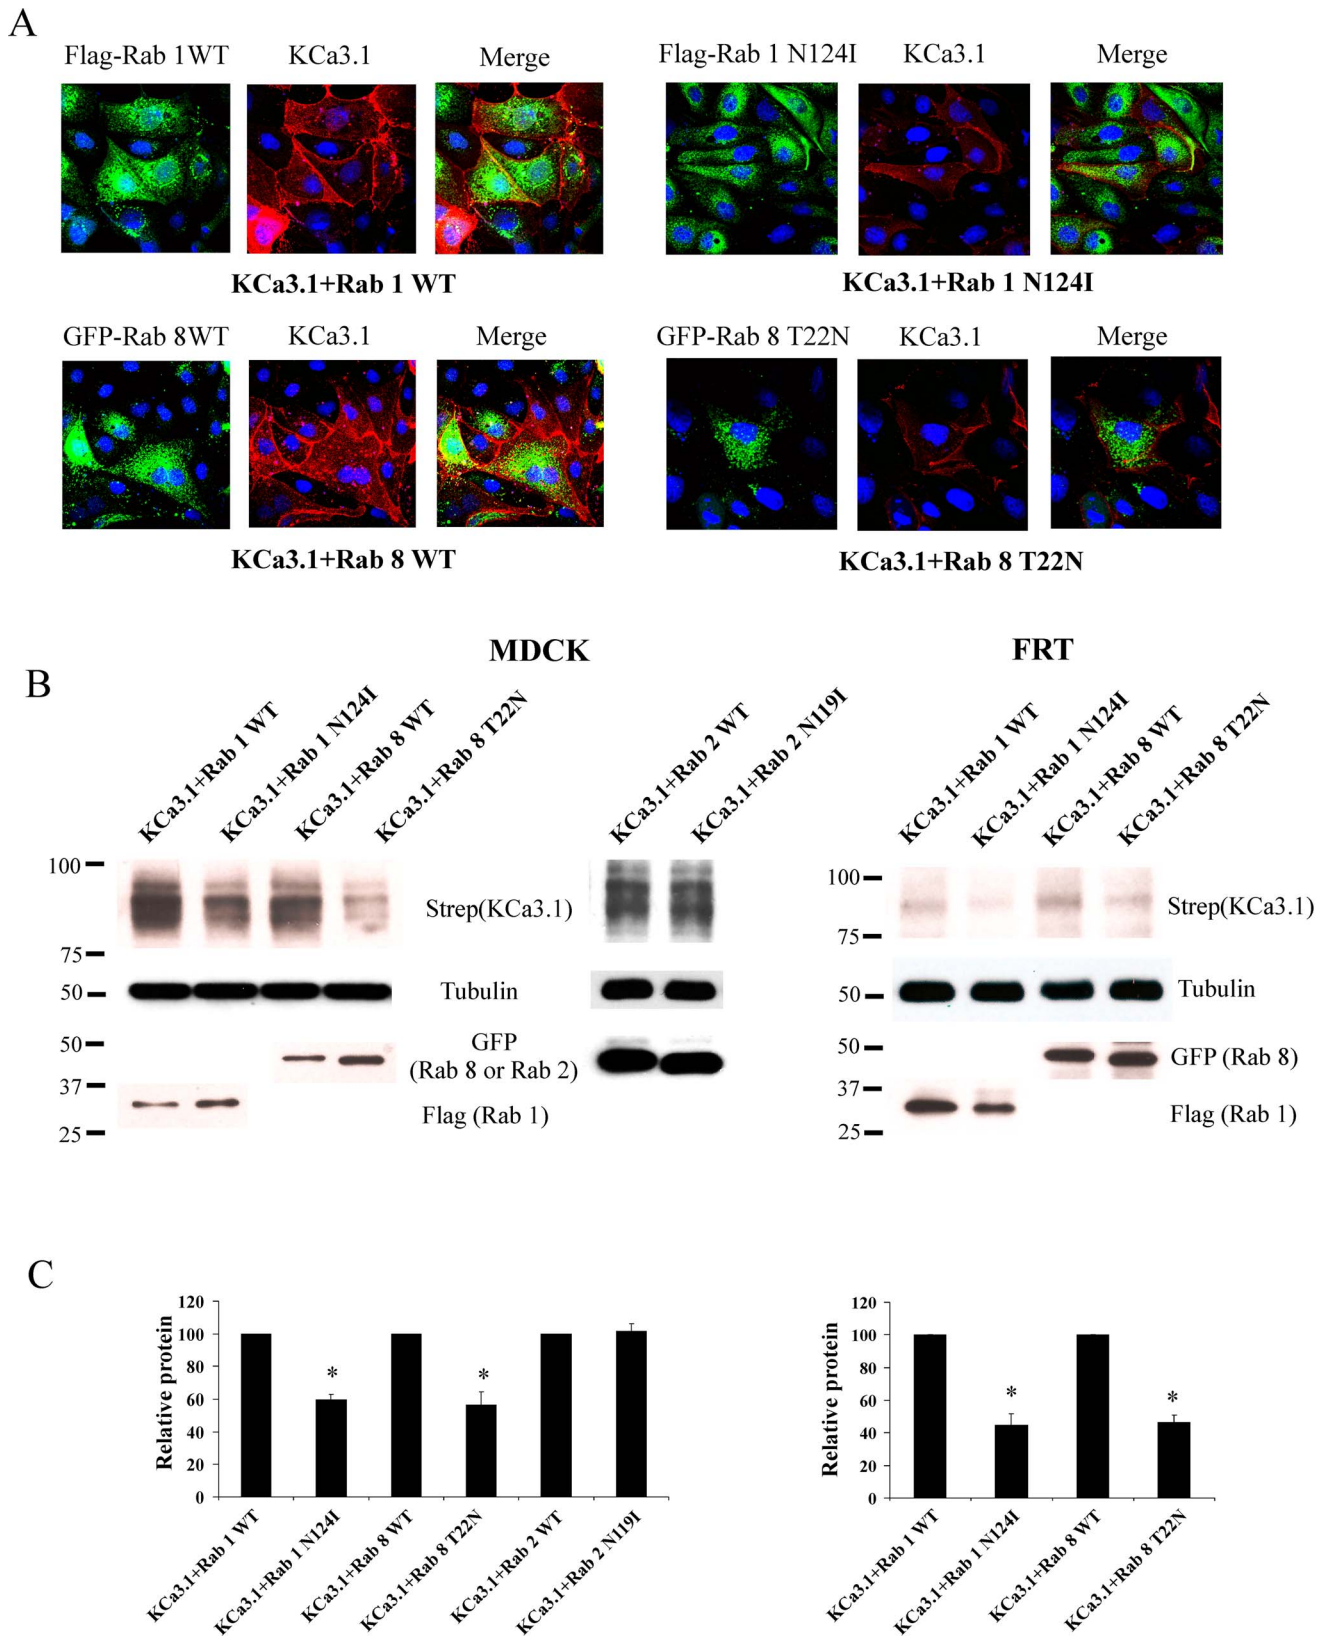 A
Flag-Rab 1WT KCa3.1 Merge
Flag-Rab 1 N124I KCa3.1 Merge
KCa3.1+Rab 1 WT
KCa3.1+Rab 1 N124I
GFP-Rab 8WT KCa3.1 Merge
GFP-Rab 8 T22N KCa3.1 Merge
KCa3.1+Rab 8 WT
KCa3.1+Rab 8 T22N
B
MDCK
KCa3.1+Rab 1 WT
KCa3.1+Rab 1 N124I
KCa3.1+Rab 8 WT
KCa3.1+Rab 8 T22N
KCa3.1+Rab 2 WT
KCa3.1+Rab 2 N119I
100
Strep(KCa3.1)
75
50
Tubulin
50
GFP
(Rab 8 or Rab 2)
37
Flag (Rab 1)
25
FRT
KCa3.1+Rab 1 WT
KCa3.1+Rab 1 N124I
KCa3.1+Rab 8 WT
KCa3.1+Rab 8 T22N
100
Strep(KCa3.1)
75
50
Tubulin
50
GFP (Rab 8)
37
Flag (Rab 1)
25
C
Relative protein
120
100
80
60
40
20
0
*
*
KCa3.1+Rab 1 WT
KCa3.1+Rab 1 N124I
KCa3.1+Rab 8 WT
KCa3.1+Rab 8 T22N
KCa3.1+Rab 2 WT
KCa3.1+Rab 2 N119I
Relative protein
120
100
80
60
40
20
0
*
*
KCa3.1+Rab 1 WT
KCa3.1+Rab 1 N124I
KCa3.1+Rab 8 WT
KCa3.1+Rab 8 T22N